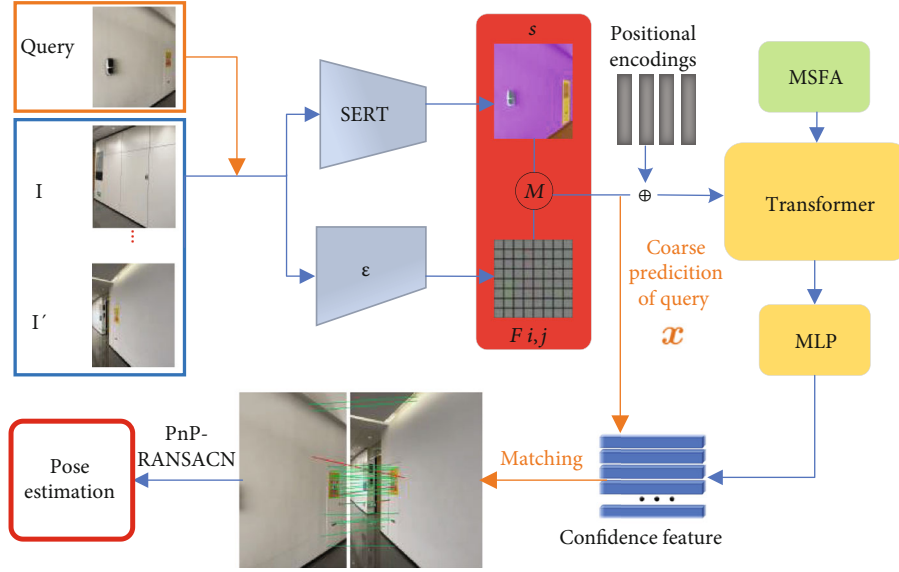 Query
I
I´
SERT
ε
s
M
F i, j
Positional
encodings
⊕
MSFA
Transformer
MLP
Coarse
predicition
of query
x
Confidence feature
Matching
PnP-
RANSACN
Pose
estimation